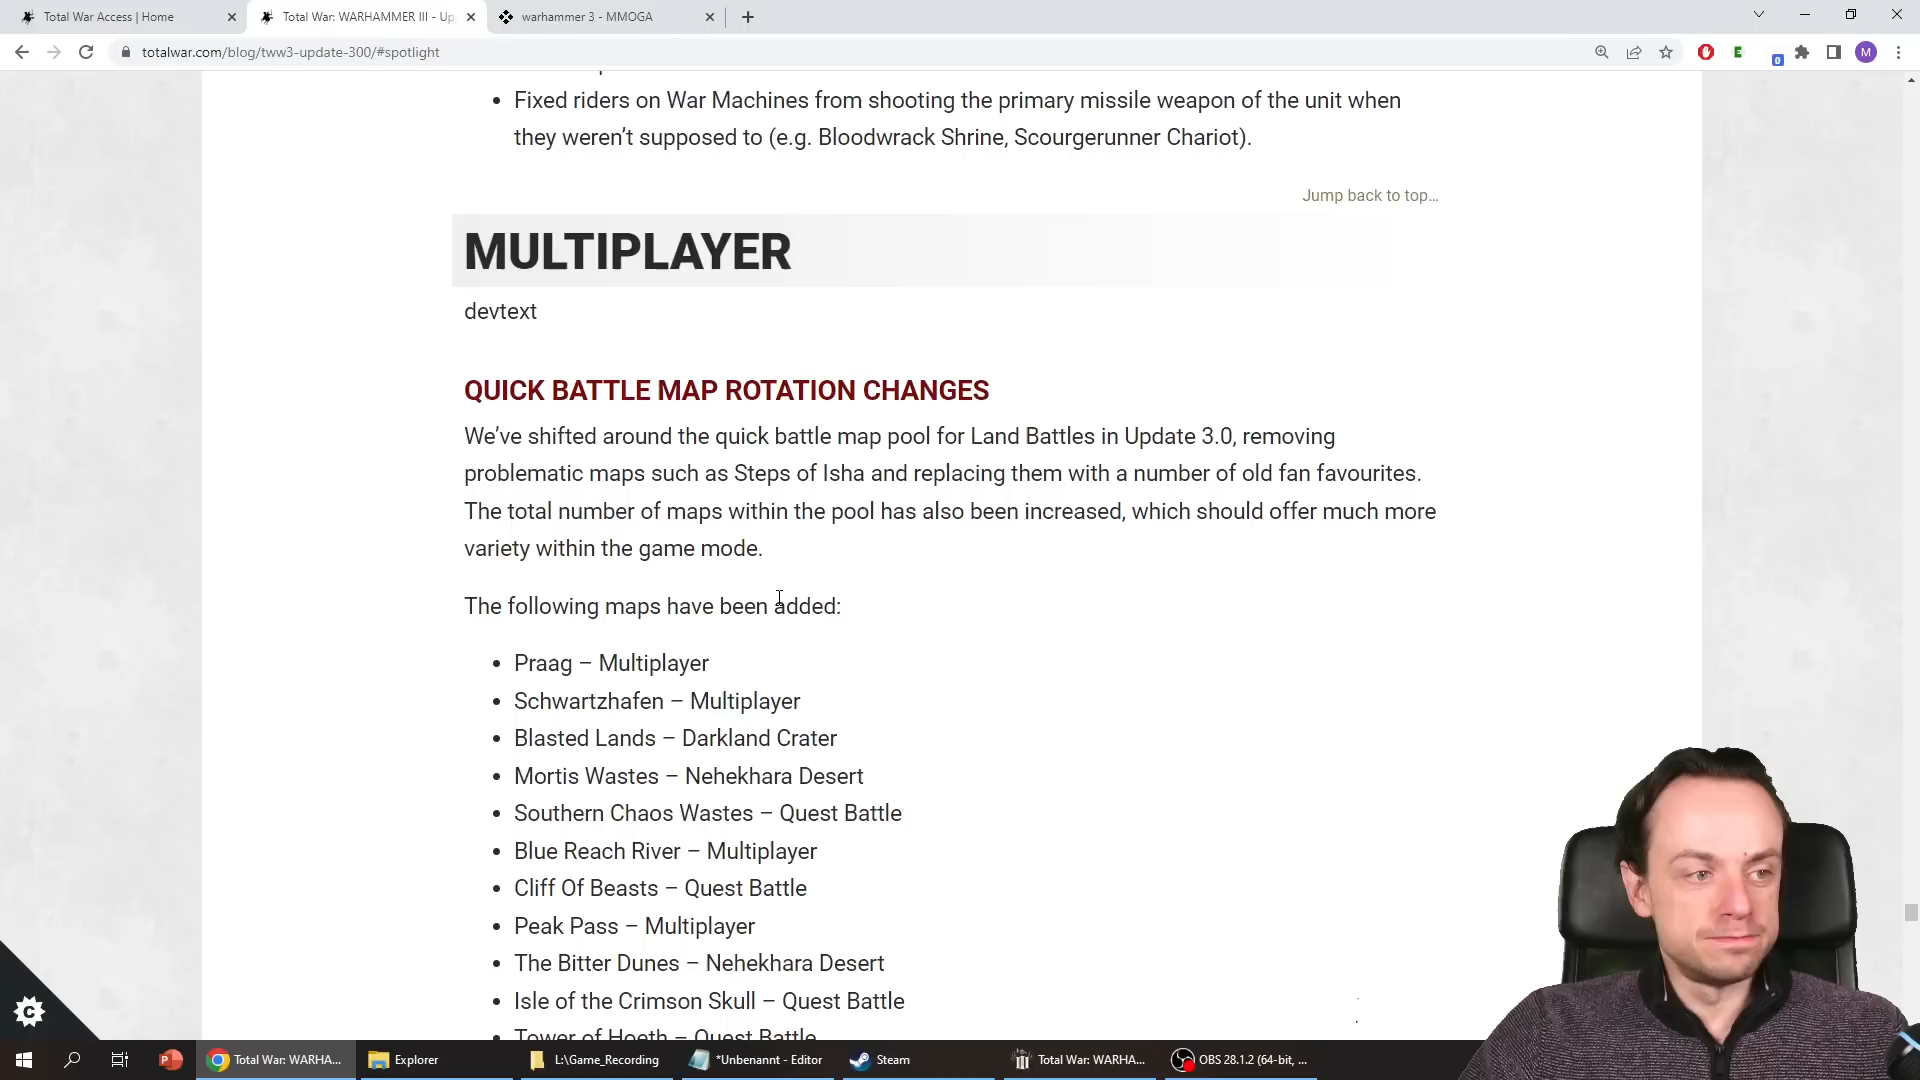 Total War Access | Home
Total War: WARHAMMER III - Up
warhammer 3 - MMOGA
totalwar.com/blog/tww3-update-300/#spotlight
M
0
• Fixed riders on War Machines from shooting the primary missile weapon of the unit when
they weren’t supposed to (e.g. Bloodwrack Shrine, Scourgerunner Chariot).
Jump back to top…
MULTIPLAYER
devtext
QUICK BATTLE MAP ROTATION CHANGES
We’ve shifted around the quick battle map pool for Land Battles in Update 3.0, removing
problematic maps such as Steps of Isha and replacing them with a number of old fan favourites.
The total number of maps within the pool has also been increased, which should offer much more
variety within the game mode.
The following maps have been added:
• Praag – Multiplayer
• Schwartzhafen – Multiplayer
• Blasted Lands – Darkland Crater
• Mortis Wastes – Nehekhara Desert
• Southern Chaos Wastes – Quest Battle
• Blue Reach River – Multiplayer
• Cliff Of Beasts – Quest Battle
• Peak Pass – Multiplayer
• The Bitter Dunes – Nehekhara Desert
• Isle of the Crimson Skull – Quest Battle
Tower of Hoeth – Quest Battle
Total War: WARHA...
Explorer
L:\Game_Recording
*Unbenannt - Editor
Steam
Total War: WARHA...
OBS 28.1.2 (64-bit, ...